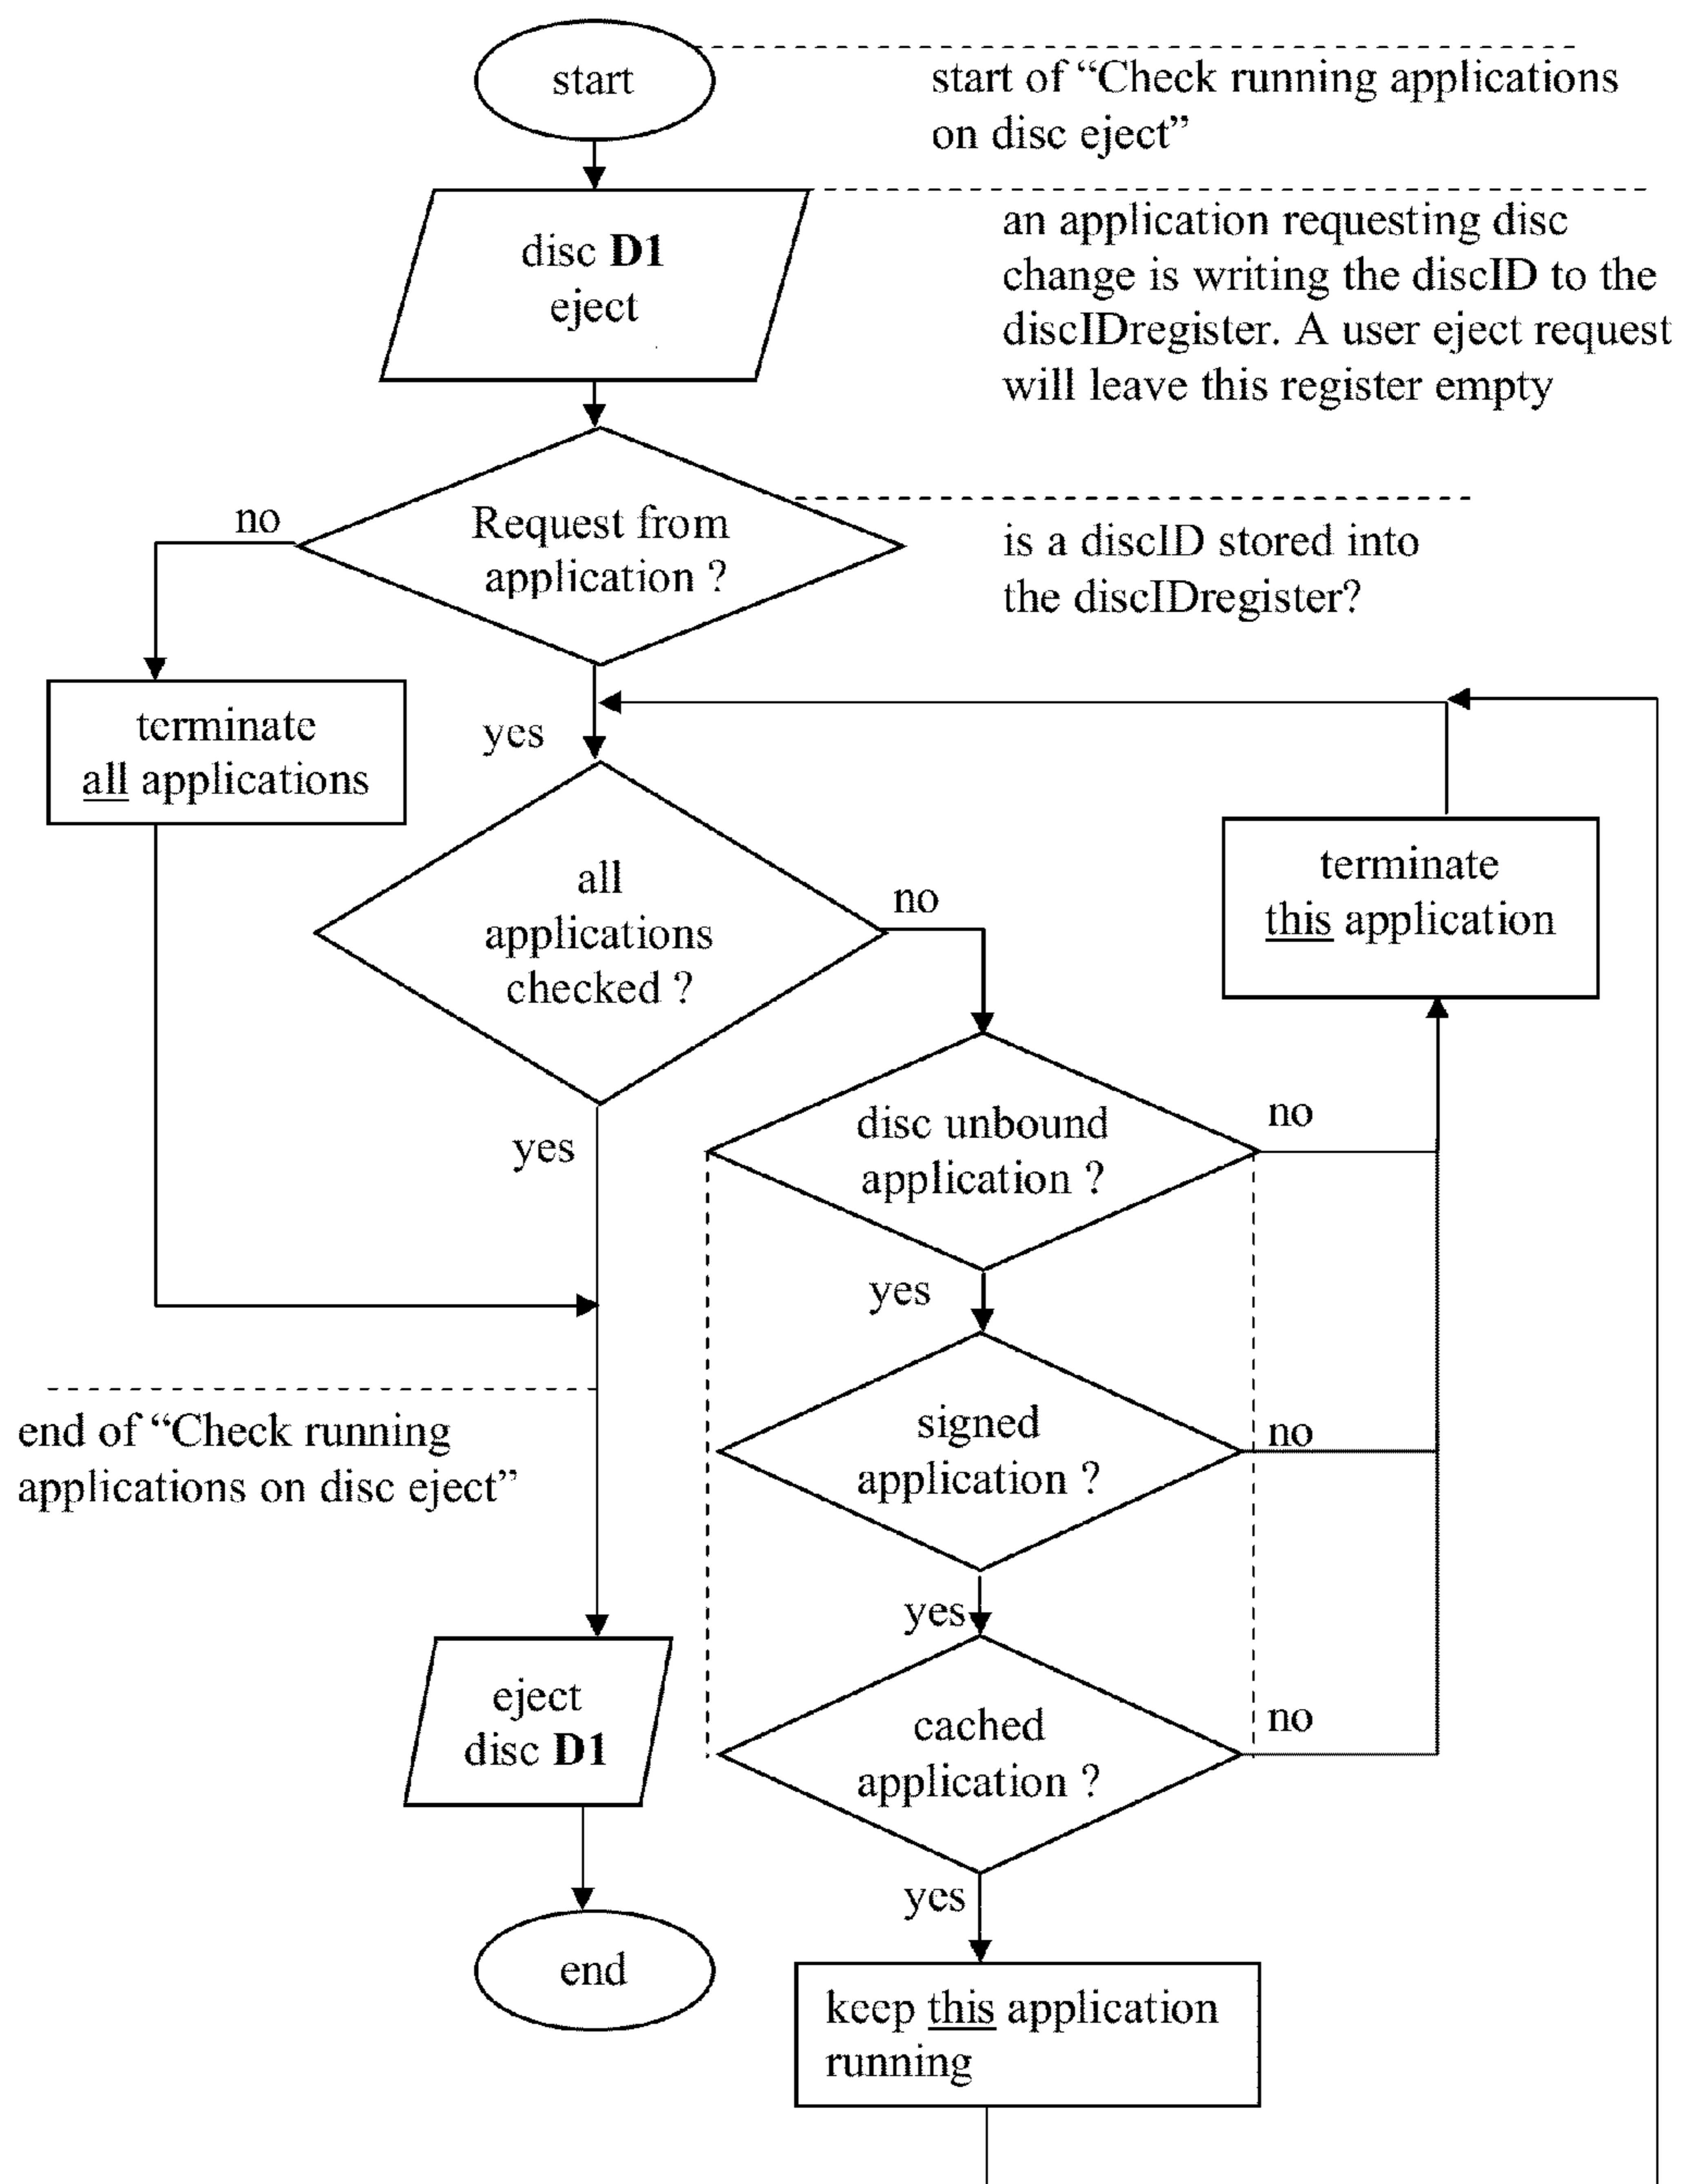 start
start of “Check running applications
on disc eject”
disc D1
eject
an application requesting disc
change is writing the discID to the
discIDregister. A user eject request
will leave this register empty
no
Request from
application ?
is a discID stored into
the discIDregister?
terminate
all applications
yes
terminate
this application
all
applications
checked ?
no
disc unbound
application ?
no
yes
yes
signed
application ?
no
end of “Check running
applications on disc eject”
yes
eject
disc D1
cached
application ?
no
yes
end
keep this application
running